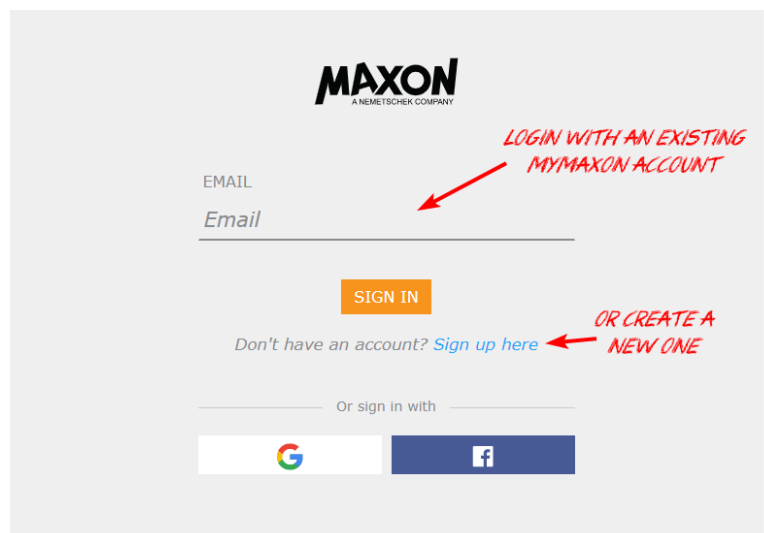 MAXON
A NEMETSCHEK COMPANY
LOGIN WITH AN EXISTING
MYMAXON ACCOUNT
EMAIL
Email
SIGN IN
OR CREATE A
NEW ONE
Don't have an account? Sign up here
Or sign in with
G
f